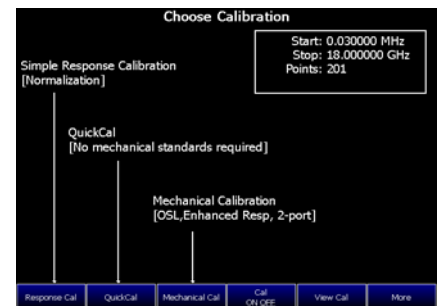 Choose Calibration
Start: 0.030000 MHz
Stop: 18.000000 GHz
Points: 201
Simple Response Calibration
[Normalization]
QuickCal
[No mechanical standards required]
Mechanical Calibration
[OSL,Enhanced Resp, 2-port]
Response Cal
QuickCal
Mechanical Cal
Cal
ON OFF
View Cal
More